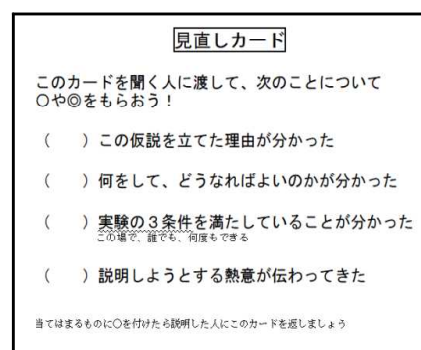 見直しカード
このカードを聞く人に渡して、次のことについて
○や◎をもらおう！
（　　）この仮説を立てた理由が分かった
（　　）何をして、どうなればよいのかが分かった
（　　）実験の３条件を満たしていることが分かった
この場で、誰でも、何度もできる
（　　）説明しようとする熱意が伝わってきた
当てはまるものに○を付けたら説明した人にこのカードを返しましょう